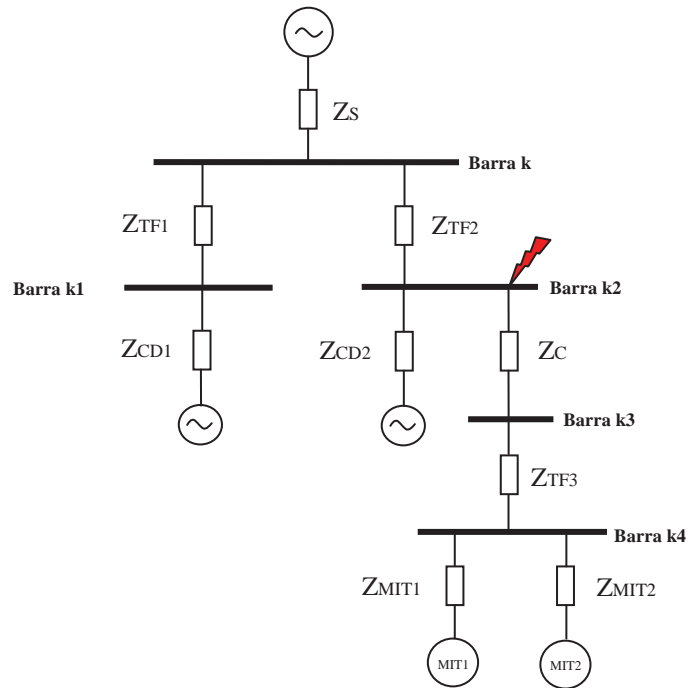 ZS
Barra k
ZTF1
ZTF2
Barra k1
Barra k2
ZCD1
ZCD2
ZC
Barra k3
ZTF3
Barra k4
ZMIT1
ZMIT2
MIT1
MIT2